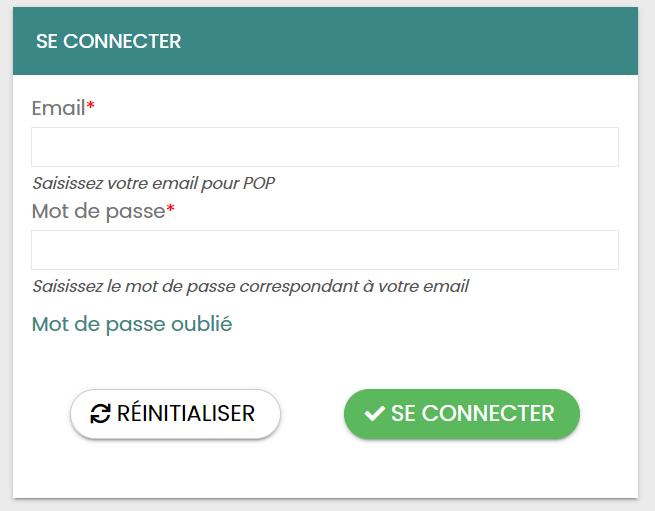 SE CONNECTER
Email*
Saisissez votre email pour POP
Mot de passe*
Saisissez le mot de passe correspondant à votre email
Mot de passe oublié
RÉINITIALISER
SE CONNECTER